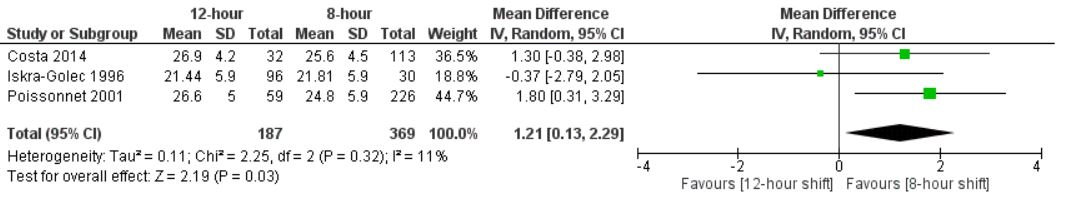 12-hour 8-hour Mean Difference Mean Difference
Study or Subgroup Mean SD Total Mean SD Total Weight IV, Random, 95% CI IV, Random, 95% CI
Costa 2014 26.9 4.2 32 25.6 4.5 113 36.5% 1.30 [-0.38, 2.98]
Iskra-Golec 1996 21.44 5.9 96 21.81 5.9 30 18.8% -0.37 [-2.79, 2.05]
Poissonnet 2001 26.6 5 59 24.8 5.9 226 44.7% 1.80 [0.31, 3.29]
Total (95% CI) 187 369 100.0% 1.21 [0.13, 2.29]
Heterogeneity: Tau² = 0.11; Chi² = 2.25, df = 2 (P = 0.32); I² = 11%
Test for overall effect: Z = 2.19 (P = 0.03)
-4 -2 0 2 4
Favours [12-hour shift] Favours [8-hour shift]